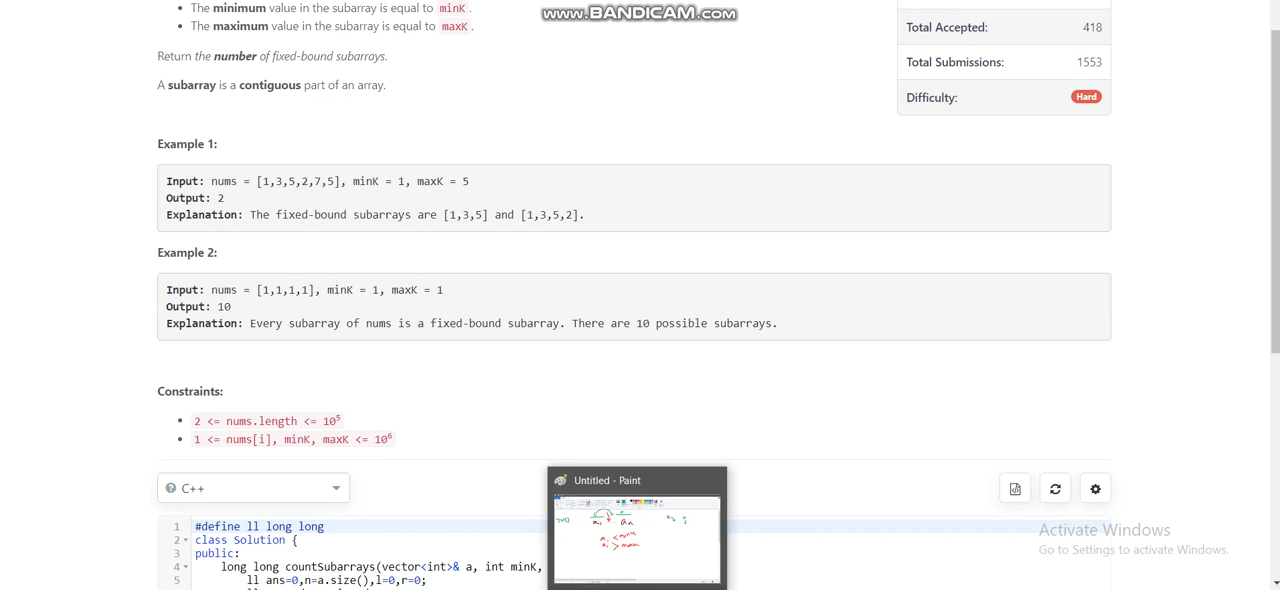 The minimum value in the subarray is equal to minK.
www.BANDICAM.com
The maximum value in the subarray is equal to maxK.
Total Accepted: 418
Return the number of fixed-bound subarrays.
Total Submissions: 1553
A subarray is a contiguous part of an array.
Difficulty: Hard
Example 1:
Input: nums = [1,3,5,2,7,5], minK = 1, maxK = 5
Output: 2
Explanation: The fixed-bound subarrays are [1,3,5] and [1,3,5,2].
Example 2:
Input: nums = [1,1,1,1], minK = 1, maxK = 1
Output: 10
Explanation: Every subarray of nums is a fixed-bound subarray. There are 10 possible subarrays.
Constraints:
2 <= nums.length <= 10⁵
1 <= nums[i], minK, maxK <= 10⁶
C++
Untitled - Paint
1 #define ll long long
2 class Solution {
3 public:
4 long long countSubarrays(vector<int>& a, int minK,
5 ll ans=0,n=a.size(),l=0,r=0;
Activate Windows
Go to Settings to activate Windows.